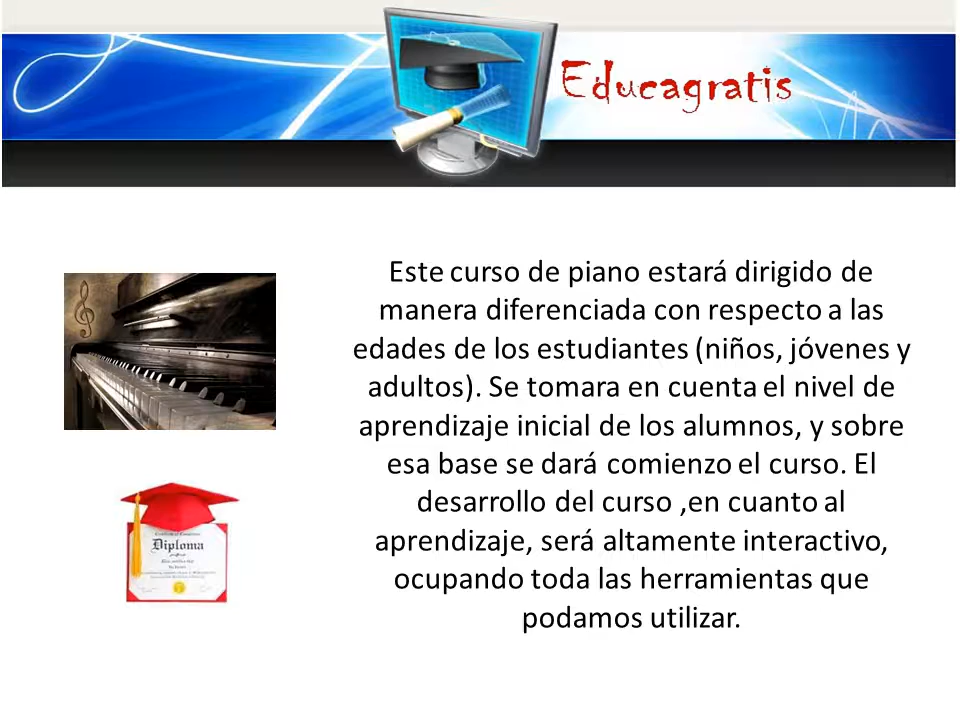 Educagratis
Este curso de piano estará dirigido de
manera diferenciada con respecto a las
edades de los estudiantes (niños, jóvenes y
adultos). Se tomara en cuenta el nivel de
aprendizaje inicial de los alumnos, y sobre
esa base se dará comienzo el curso. El
desarrollo del curso ,en cuanto al
aprendizaje, será altamente interactivo,
ocupando toda las herramientas que
podamos utilizar.
Diploma